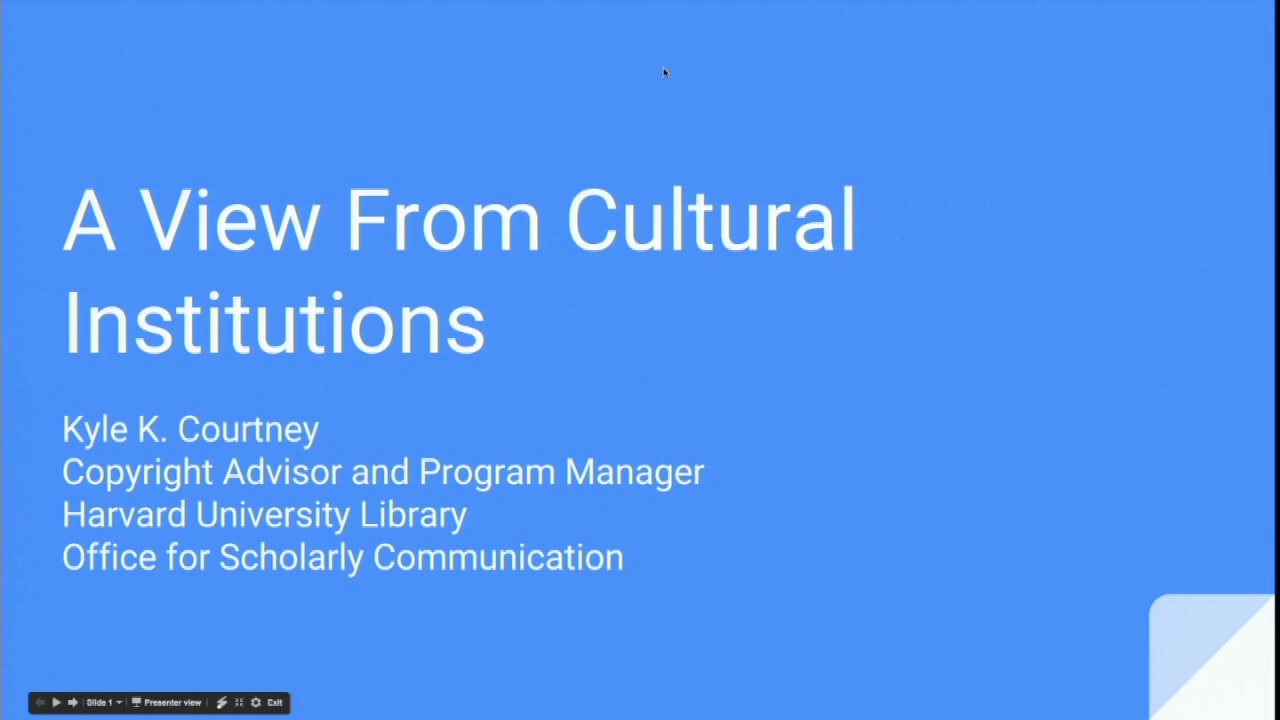 A View From Cultural
Institutions
Kyle K. Courtney
Copyright Advisor and Program Manager
Harvard University Library
Office for Scholarly Communication
Slide 1 Presenter view Exit